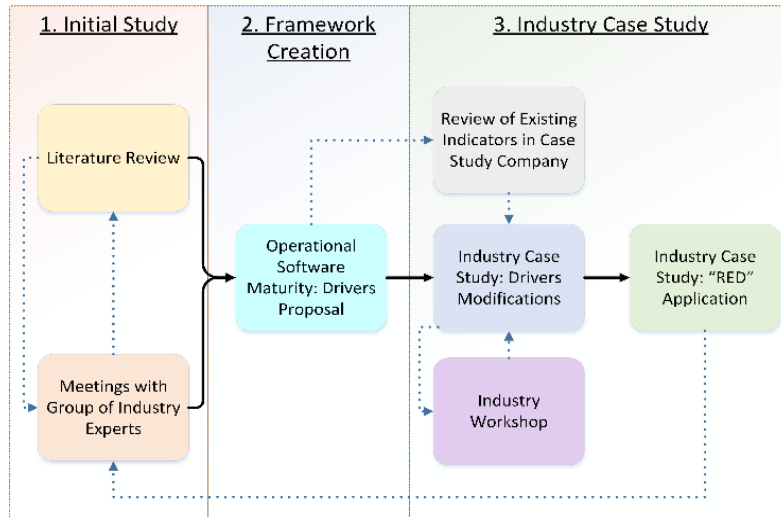 1. Initial Study
2. Framework
Creation
3. Industry Case Study
Literature Review
Meetings with
Group of Industry
Experts
Operational
Software
Maturity: Drivers
Proposal
Review of Existing
Indicators in Case
Study Company
Industry Case
Study: Drivers
Modifications
Industry
Workshop
Industry Case
Study: “RED”
Application